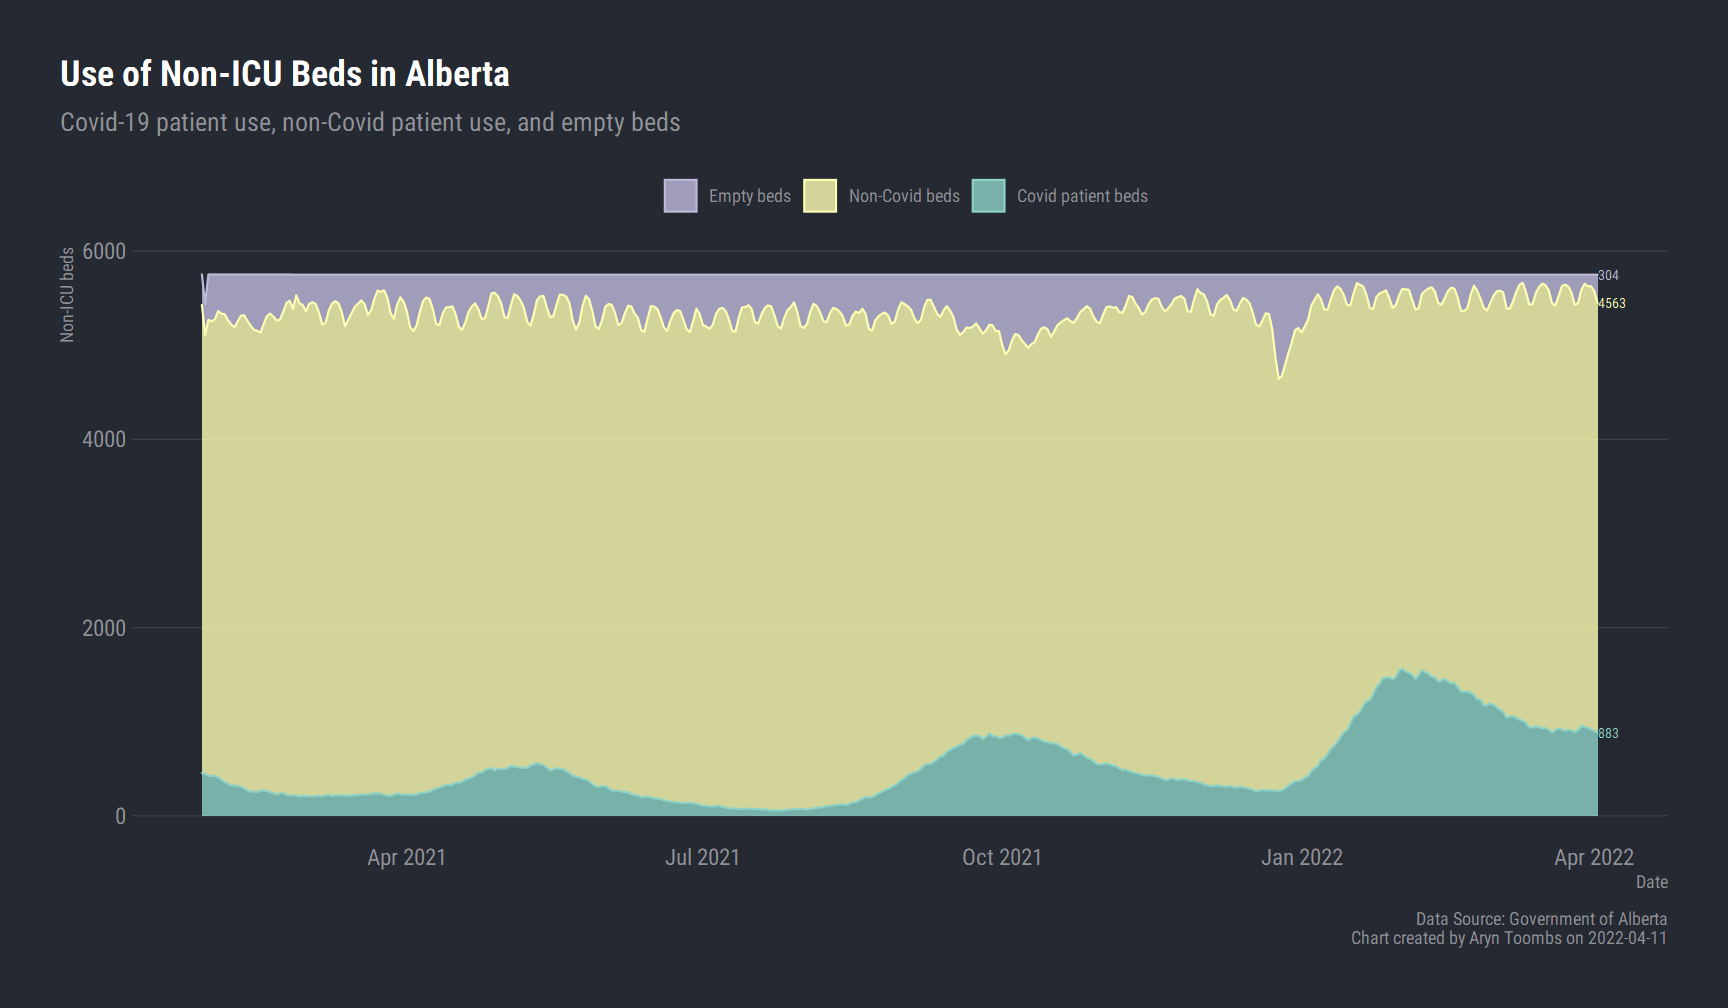 Use of Non-ICU Beds in Alberta
Covid-19 patient use, non-Covid patient use, and empty beds
Empty beds
Non-Covid beds
Covid patient beds
Non-ICU beds
6000
4000
2000
0
304
4563
883
Apr 2021
Jul 2021
Oct 2021
Jan 2022
Apr 2022
Date
Data Source: Government of Alberta
Chart created by Aryn Toombs on 2022-04-11